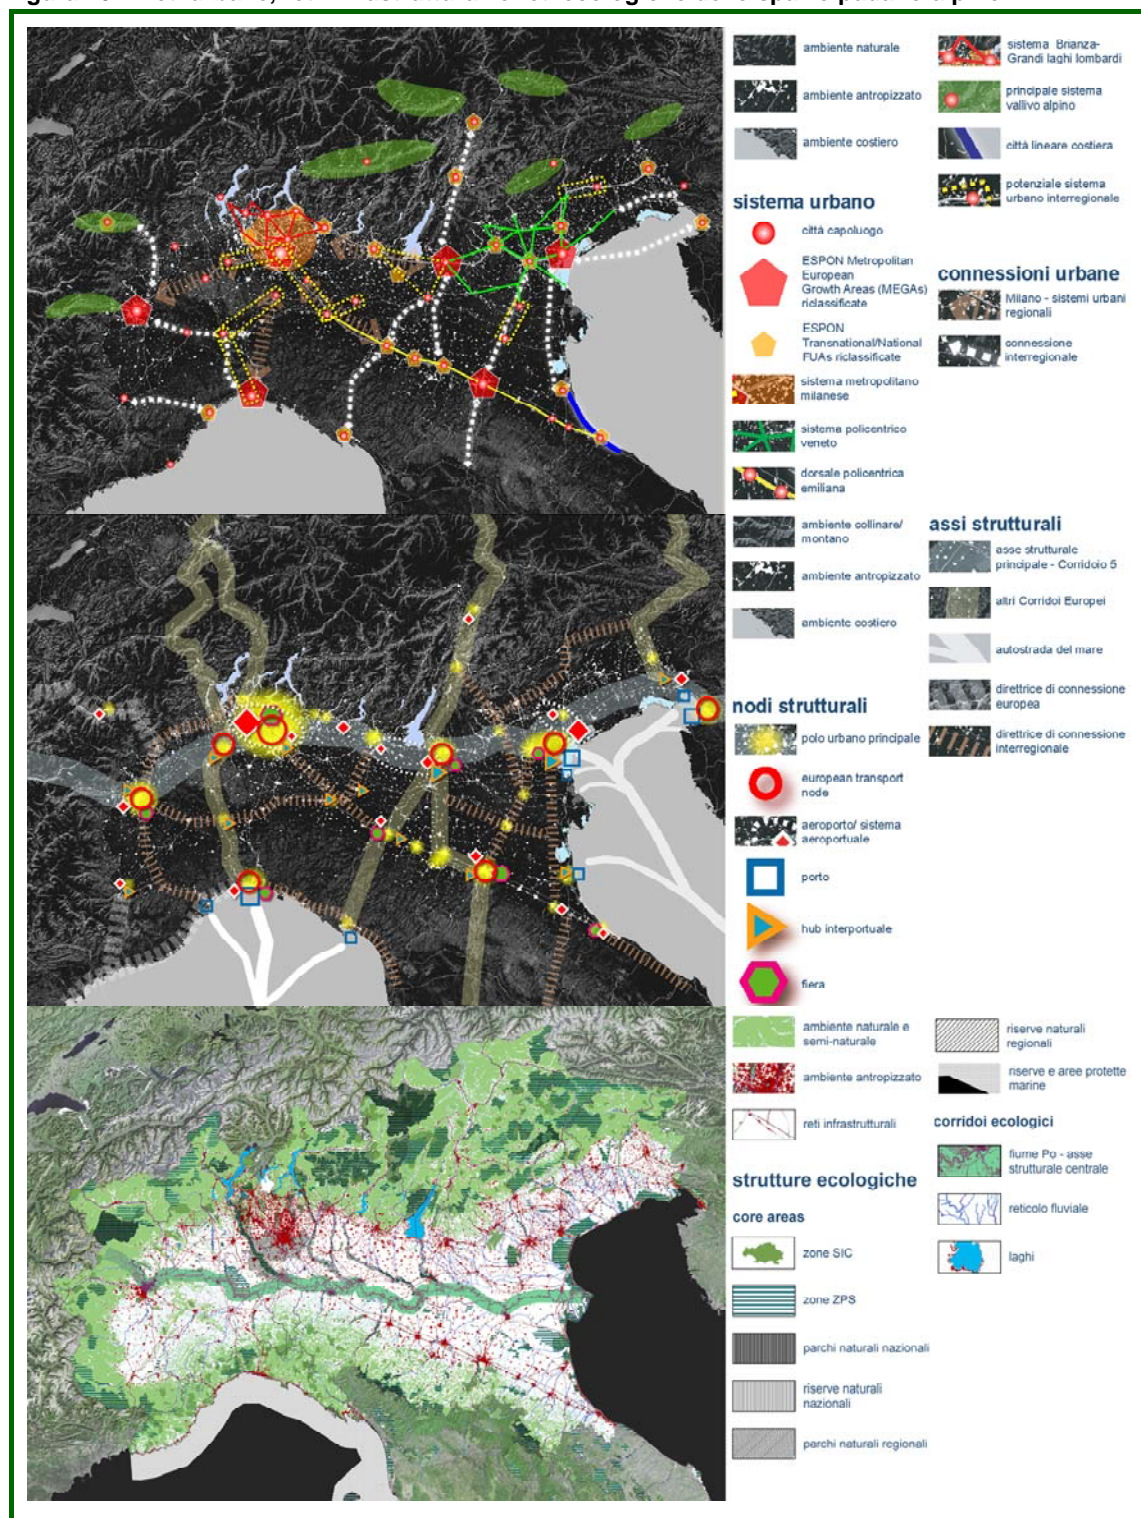 ambiente naturale
ambiente antropizzato
ambiente costiero
sistema Brianza-
Grandi laghi lombardi
principale sistema
vallivo alpino
città lineare costiera
potenziale sistema
urbano interregionale
sistema urbano
città capoluogo
ESPON Metropolitan
European
Growth Areas (MEGAs)
riclassificate
ESPON
Transnational/National
FUAs riclassificate
sistema metropolitano
milanese
sistema policentrico
veneto
dorsale policentrica
emiliana
connessioni urbane
Milano - sistemi urbani
regionali
connessione
interregionale
ambiente collinare/
montano
ambiente antropizzato
ambiente costiero
assi strutturali
asse strutturale
principale - Corridoio 5
altri Corridoi Europei
autostrada del mare
direttrice di connessione
europea
direttrice di connessione
interregionale
nodi strutturali
polo urbano principale
european transport
node
aeroporto/ sistema
aeroportuale
porto
hub interportuale
fiera
ambiente naturale e
semi-naturale
ambiente antropizzato
reti infrastrutturali
riserve naturali
regionali
riserve e aree protette
marine
strutture ecologiche
core areas
zone SIC
zone ZPS
parchi naturali nazionali
riserve naturali
nazionali
parchi naturali regionali
corridoi ecologici
fiume Po - asse
strutturale centrale
reticolo fluviale
laghi